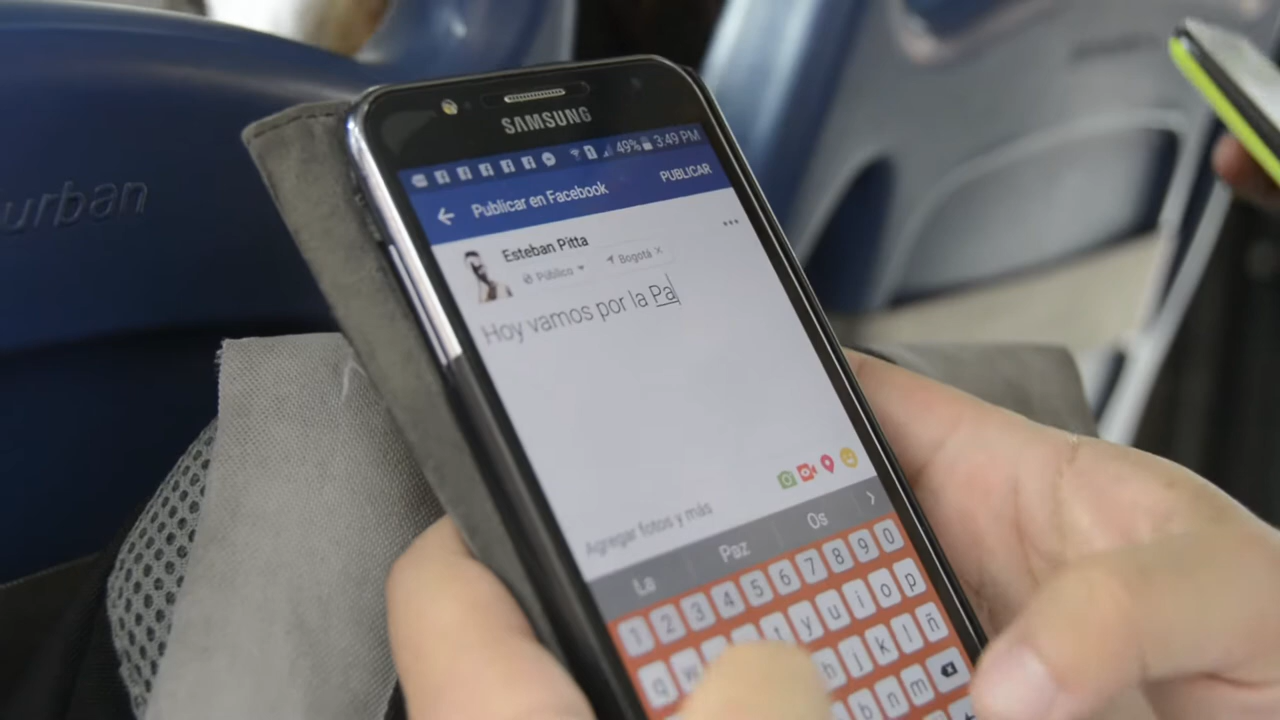 urban
SAMSUNG
49% 3:49 PM
Publicar en Facebook PUBLICAR
Esteban Pitta
Público Bogotá
Hoy vamos por la Pa
Agregar fotos y más
La Paz Os
1 2 3 4 5 6 7 8 9 0
q w t y u i o p
h j k l ñ
b n m